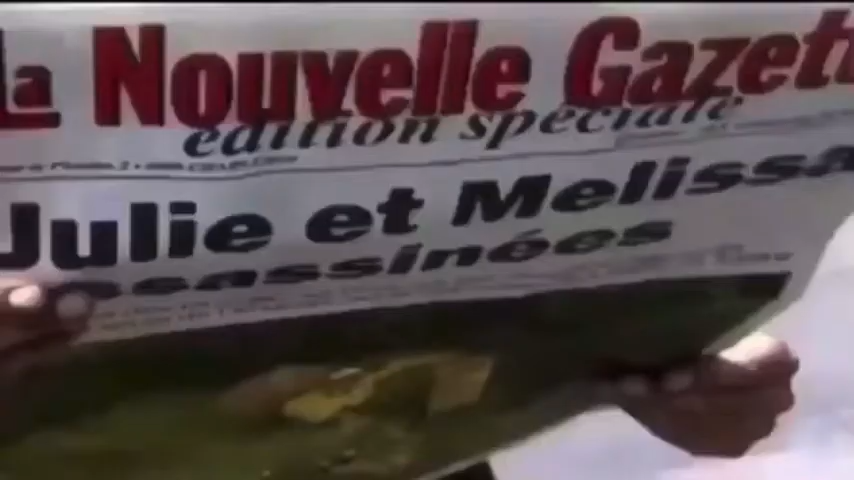 La Nouvelle Gazett
édition spéciale
Julie et Melissa
assassinées